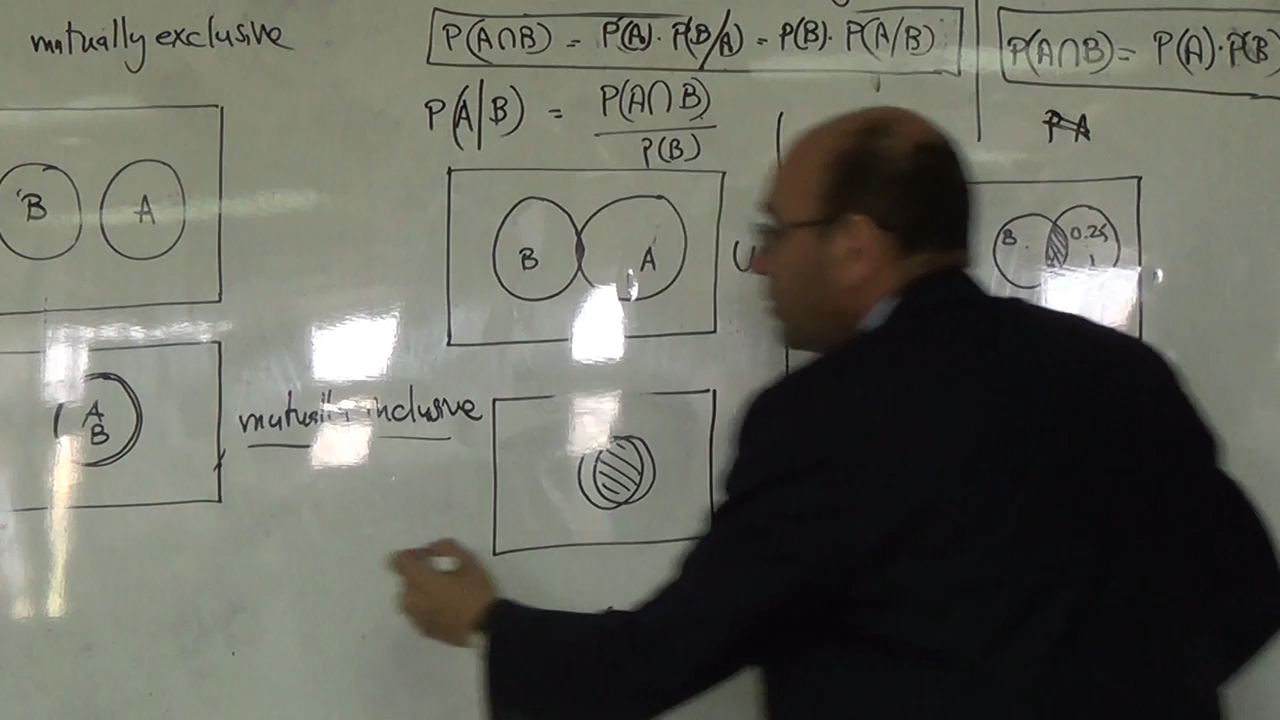 mutually exclusive
P(A∩B) = P(A). P(B/A) = P(B). P(A/B)
P(A∩B) = P(A).P(B)
P(A|B) = P(A∩B)
P(B)
B A
B A
B 0.25
A
B
mutually inclusive